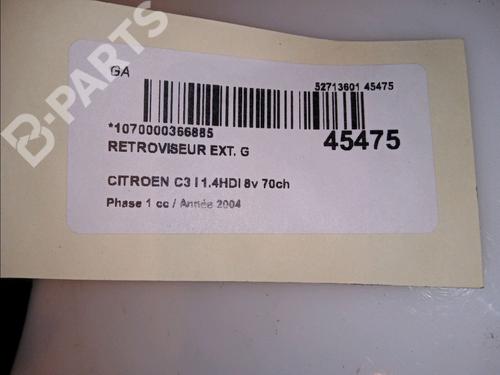 B-PARTS
GA
52713601 45475
*1070000366885
45475
RETROVISEUR EXT. G
CITROEN C3 I 1.4HDI 8v 70ch
Phase 1 cc / Année 2004